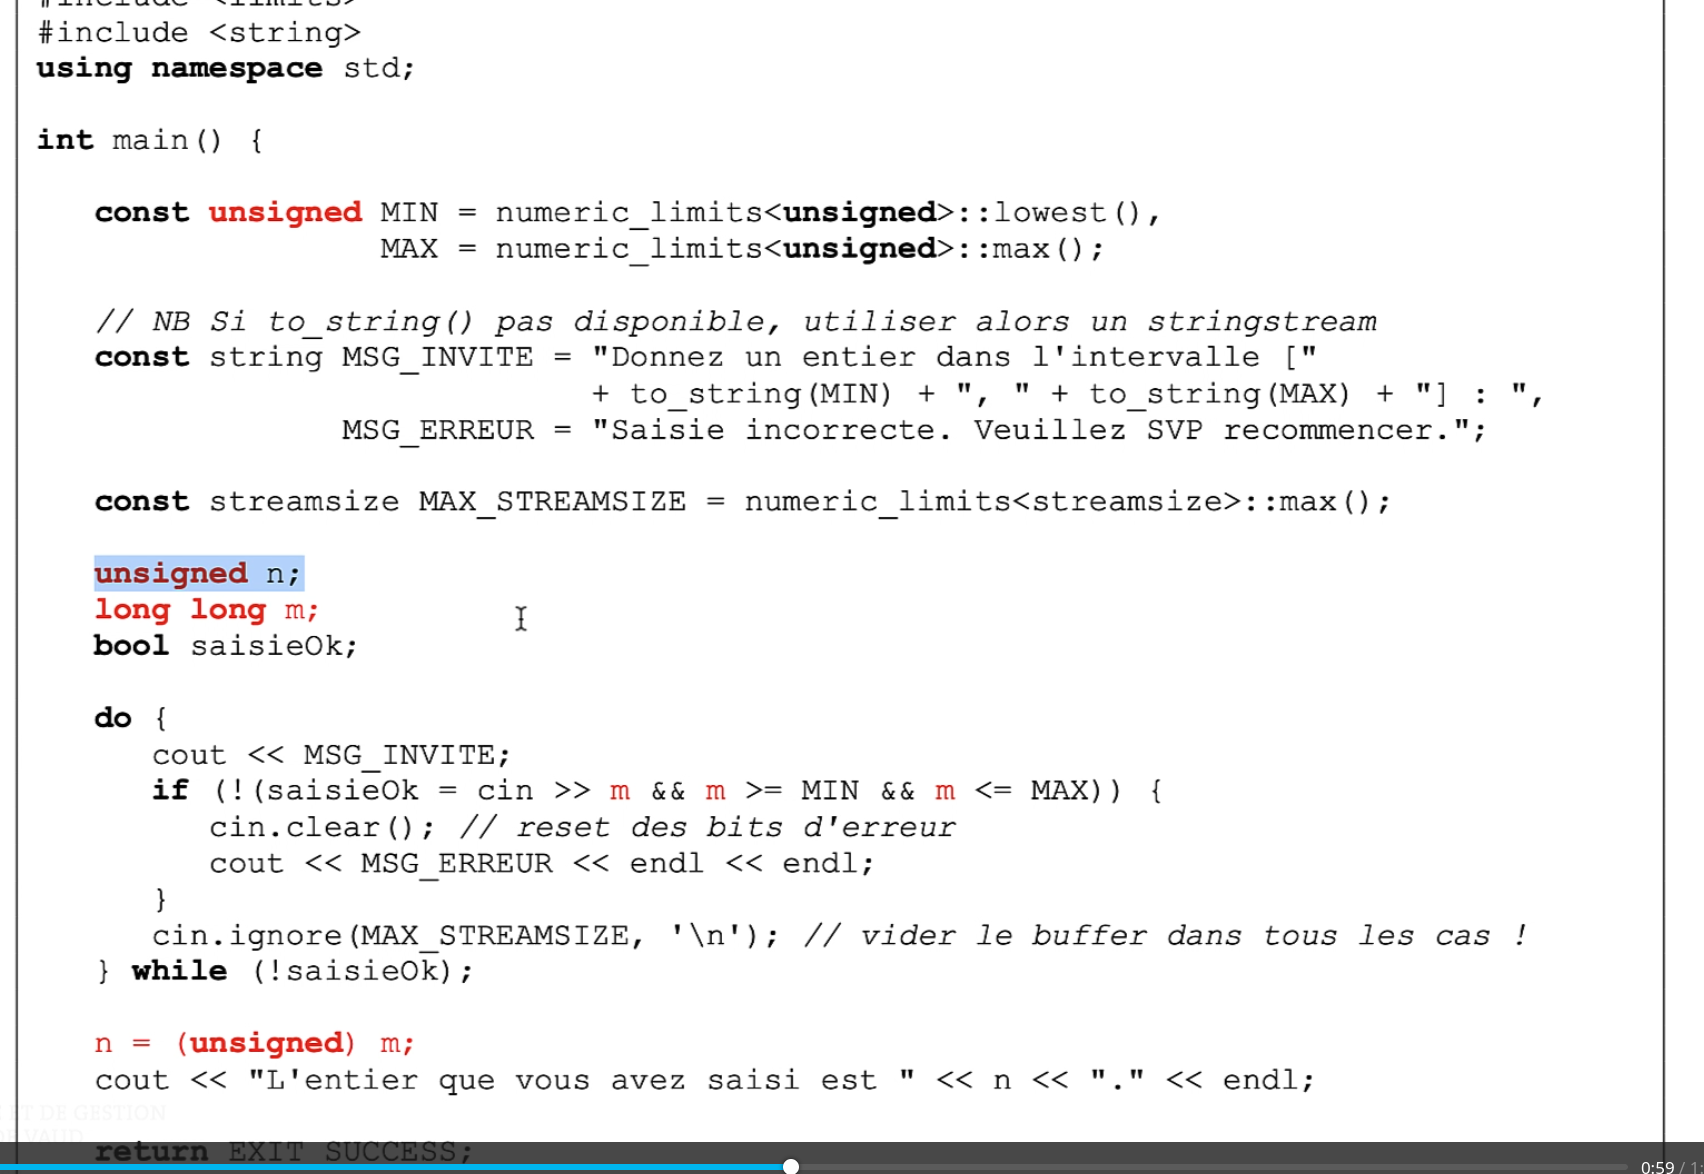 #include <limits>
#include <string>
using namespace std;
int main() {
const unsigned MIN = numeric_limits<unsigned>::lowest(),
MAX = numeric_limits<unsigned>::max();
// NB Si to_string() pas disponible, utiliser alors un stringstream
const string MSG_INVITE = "Donnez un entier dans l'intervalle ["
+ to_string(MIN) + ", " + to_string(MAX) + "] : ",
MSG_ERREUR = "Saisie incorrecte. Veuillez SVP recommencer.";
const streamsize MAX_STREAMSIZE = numeric_limits<streamsize>::max();
unsigned n;
long long m;
bool saisieOk;
do {
cout << MSG_INVITE;
if (!(saisieOk = cin >> m && m >= MIN && m <= MAX)) {
cin.clear(); // reset des bits d'erreur
cout << MSG_ERREUR << endl << endl;
}
cin.ignore(MAX_STREAMSIZE, '\n'); // vider le buffer dans tous les cas !
} while (!saisieOk);
n = (unsigned) m;
cout << "L'entier que vous avez saisi est " << n << "." << endl;
ET DE GESTION
VAUD
return EXIT_SUCCESS;
0:59 / 1: